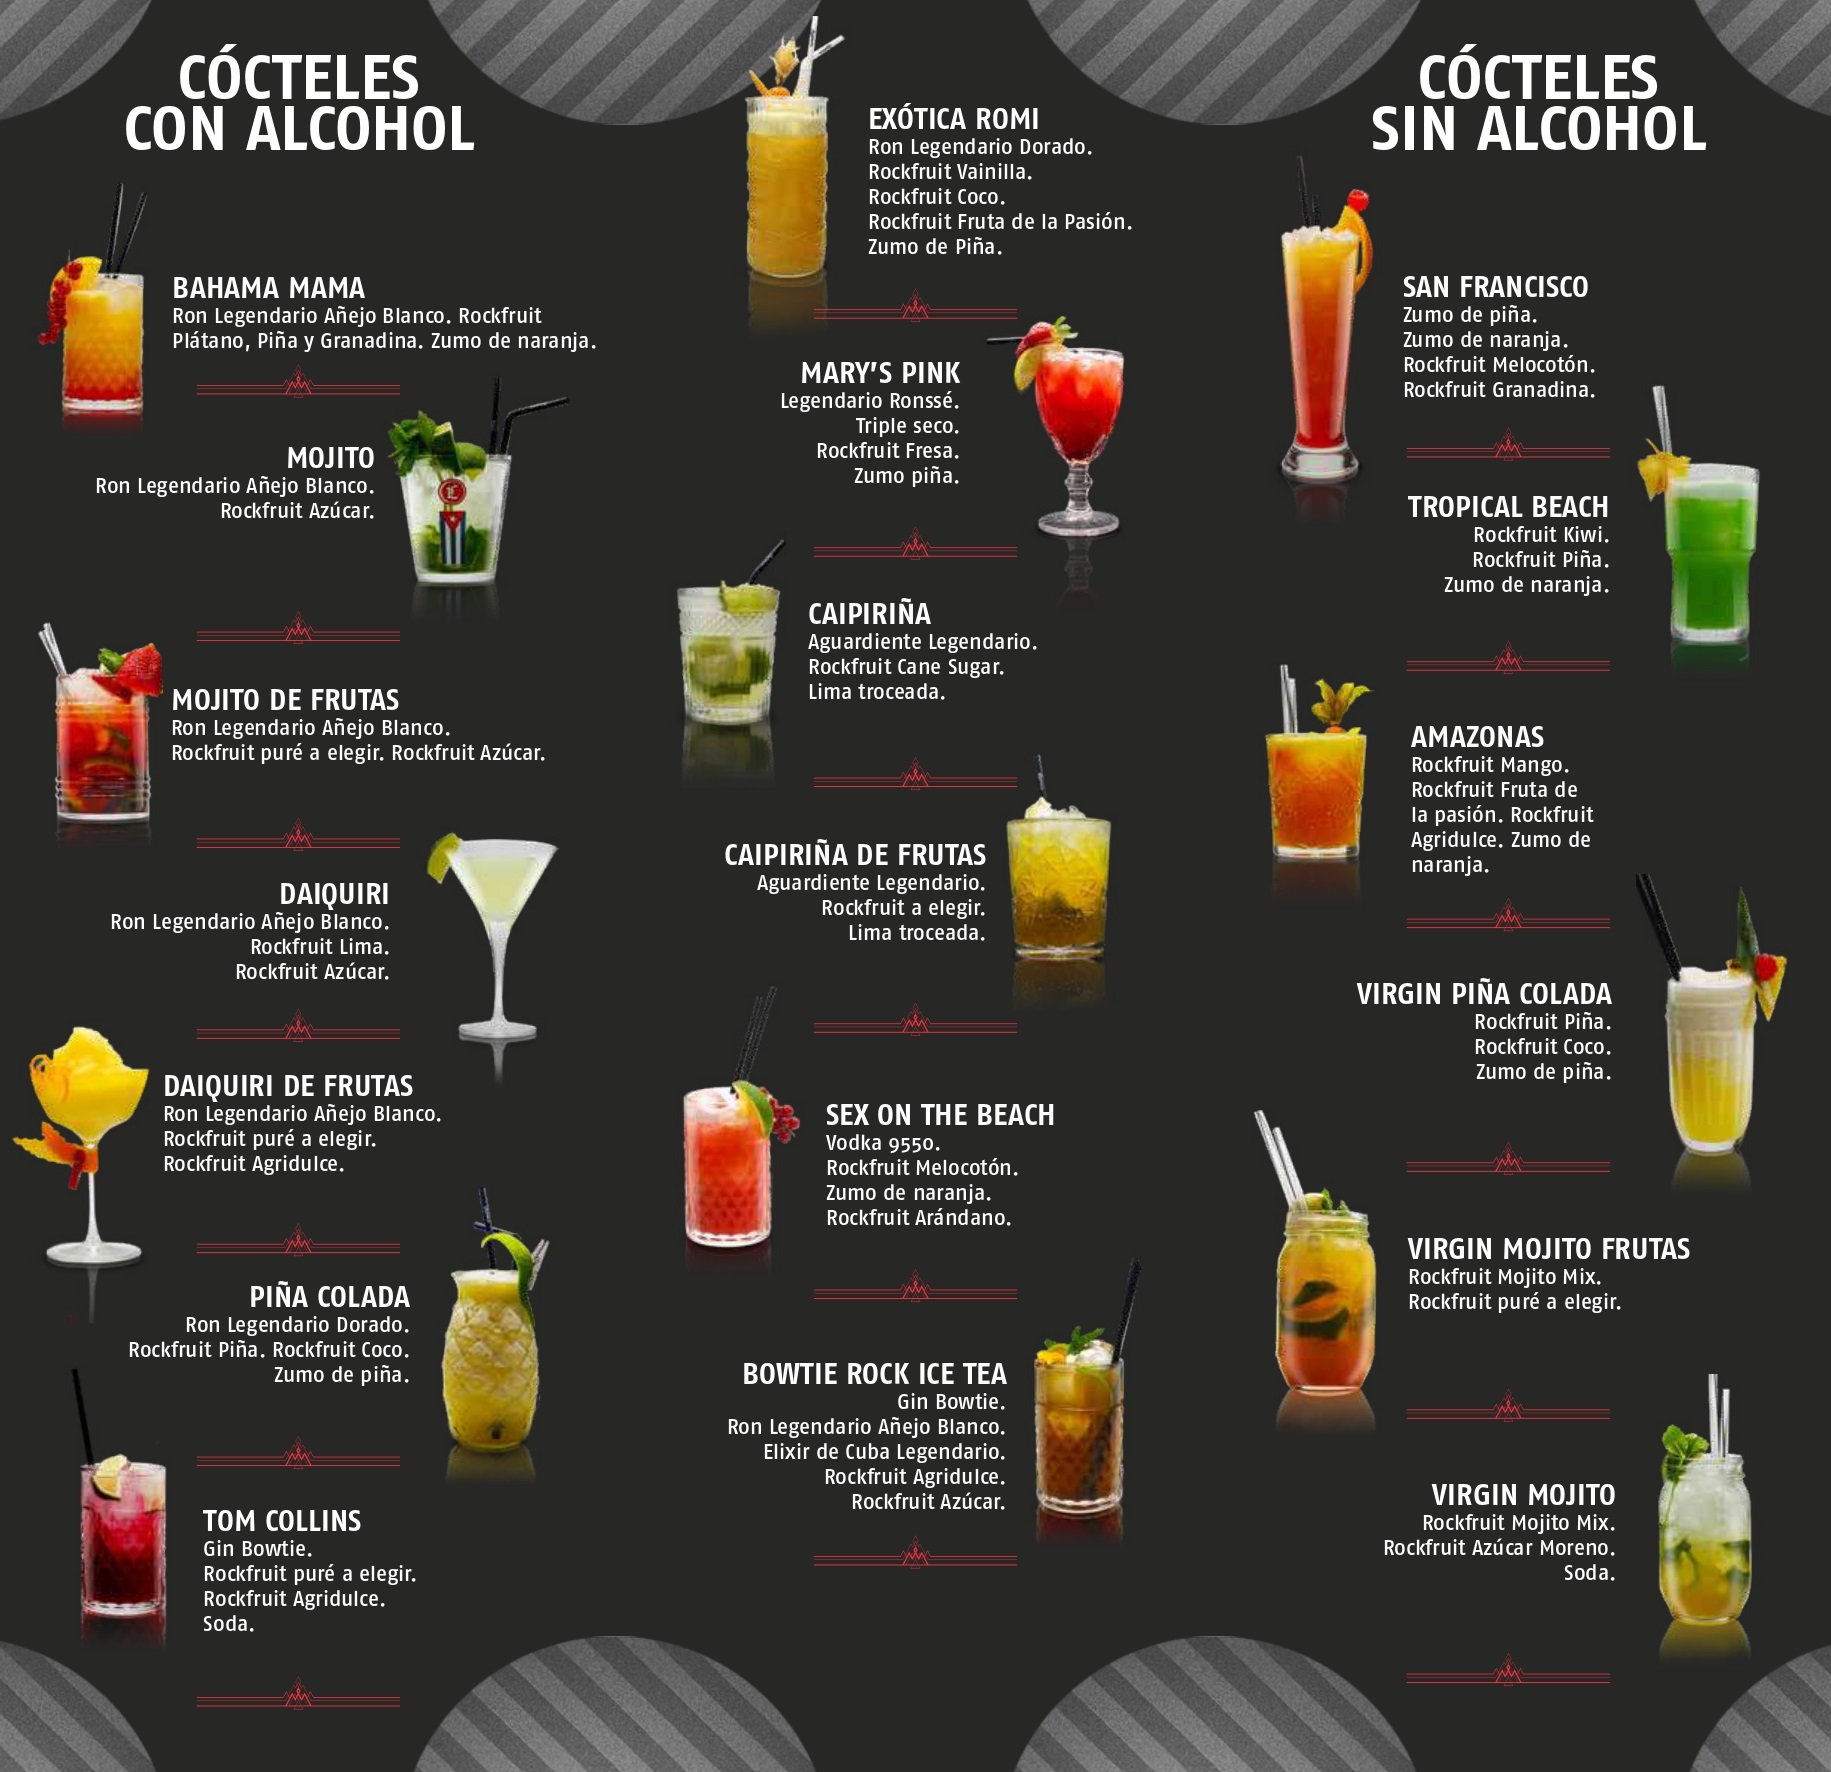 CÓCTELES
CON ALCOHOL
BAHAMA MAMA
Ron Legendario Añejo Blanco. Rockfruit
Plátano, Piña y Granadina. Zumo de naranja.
MOJITO
Ron Legendario Añejo Blanco.
Rockfruit Azúcar.
MOJITO DE FRUTAS
Ron Legendario Añejo Blanco.
Rockfruit puré a elegir. Rockfruit Azúcar.
DAIQUIRI
Ron Legendario Añejo Blanco.
Rockfruit Lima.
Rockfruit Azúcar.
DAIQUIRI DE FRUTAS
Ron Legendario Añejo Blanco.
Rockfruit puré a elegir.
Rockfruit Agridulce.
PIÑA COLADA
Ron Legendario Dorado.
Rockfruit Piña. Rockfruit Coco.
Zumo de piña.
TOM COLLINS
Gin Bowtie.
Rockfruit puré a elegir.
Rockfruit Agridulce.
Soda.
EXÓTICA ROMI
Ron Legendario Dorado.
Rockfruit Vainilla.
Rockfruit Coco.
Rockfruit Fruta de la Pasión.
Zumo de Piña.
MARY'S PINK
Legendario Ronssé.
Triple seco.
Rockfruit Fresa.
Zumo piña.
CAIPIRIÑA
Aguardiente Legendario.
Rockfruit Cane Sugar.
Lima troceada.
CAIPIRIÑA DE FRUTAS
Aguardiente Legendario.
Rockfruit a elegir.
Lima troceada.
SEX ON THE BEACH
Vodka 9550.
Rockfruit Melocotón.
Zumo de naranja.
Rockfruit Arándano.
BOWTIE ROCK ICE TEA
Gin Bowtie.
Ron Legendario Añejo Blanco.
Elixir de Cuba Legendario.
Rockfruit Agridulce.
Rockfruit Azúcar.
CÓCTELES
SIN ALCOHOL
SAN FRANCISCO
Zumo de piña.
Zumo de naranja.
Rockfruit Melocotón.
Rockfruit Granadina.
TROPICAL BEACH
Rockfruit Kiwi.
Rockfruit Piña.
Zumo de naranja.
AMAZONAS
Rockfruit Mango.
Rockfruit Fruta de
la pasión. Rockfruit
Agridulce. Zumo de
naranja.
VIRGIN PIÑA COLADA
Rockfruit Piña.
Rockfruit Coco.
Zumo de piña.
VIRGIN MOJITO FRUTAS
Rockfruit Mojito Mix.
Rockfruit puré a elegir.
VIRGIN MOJITO
Rockfruit Mojito Mix.
Rockfruit Azúcar Moreno.
Soda.